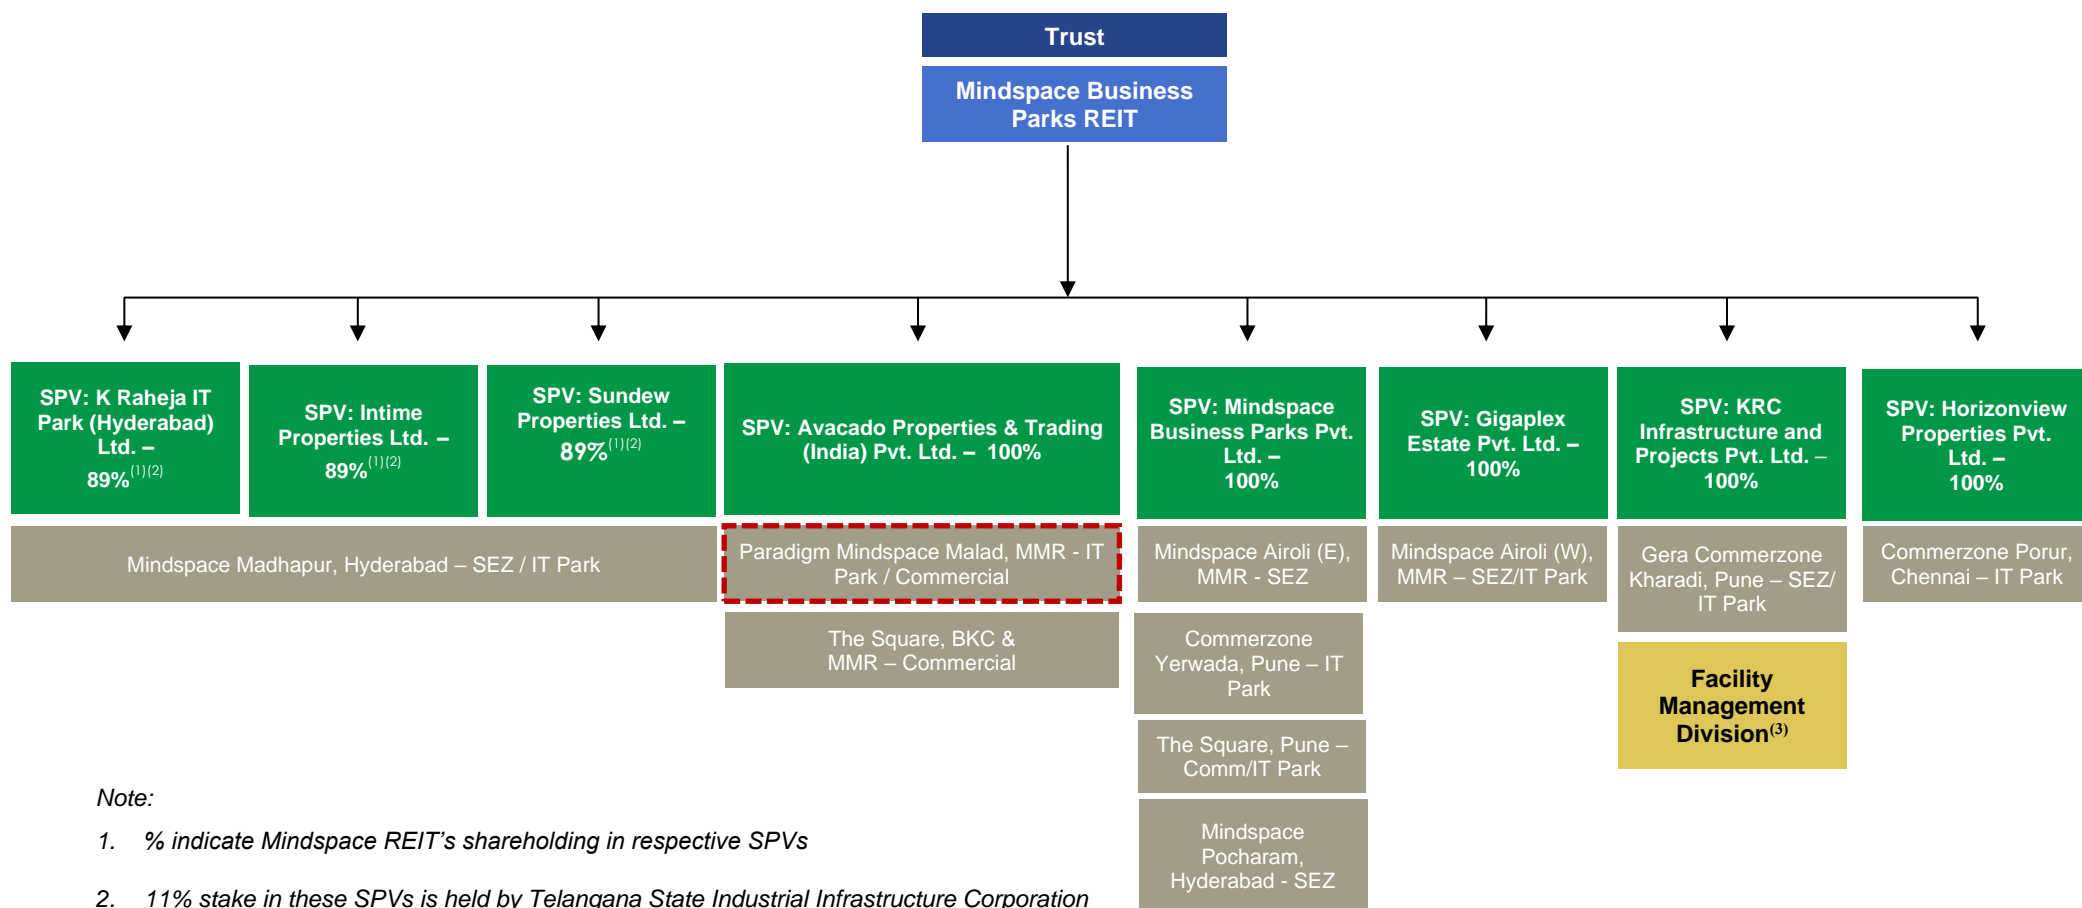 Trust
Mindspace Business
Parks REIT
SPV: K Raheja IT
Park (Hyderabad)
Ltd. –
89%(1)(2)
SPV: Intime
Properties Ltd. –
89%(1)(2)
SPV: Sundew
Properties Ltd. –
89%(1)(2)
SPV: Avacado Properties & Trading
(India) Pvt. Ltd. – 100%
SPV: Mindspace
Business Parks Pvt.
Ltd. –
100%
SPV: Gigaplex
Estate Pvt. Ltd. –
100%
SPV: KRC
Infrastructure and
Projects Pvt. Ltd. –
100%
SPV: Horizonview
Properties Pvt.
Ltd. –
100%
Mindspace Madhapur, Hyderabad – SEZ / IT Park
Paradigm Mindspace Malad, MMR - IT
Park / Commercial
Mindspace Airoli (E),
MMR - SEZ
Mindspace Airoli (W),
MMR – SEZ/IT Park
Gera Commerzone
Kharadi, Pune – SEZ/
IT Park
Commerzone Porur,
Chennai – IT Park
The Square, BKC &
MMR – Commercial
Commerzone
Yerwada, Pune – IT
Park
Facility
Management
Division(3)
The Square, Pune –
Comm/IT Park
Mindspace
Pocharam,
Hyderabad - SEZ
Note:
1. % indicate Mindspace REIT's shareholding in respective SPVs
2. 11% stake in these SPVs is held by Telangana State Industrial Infrastructure Corporation